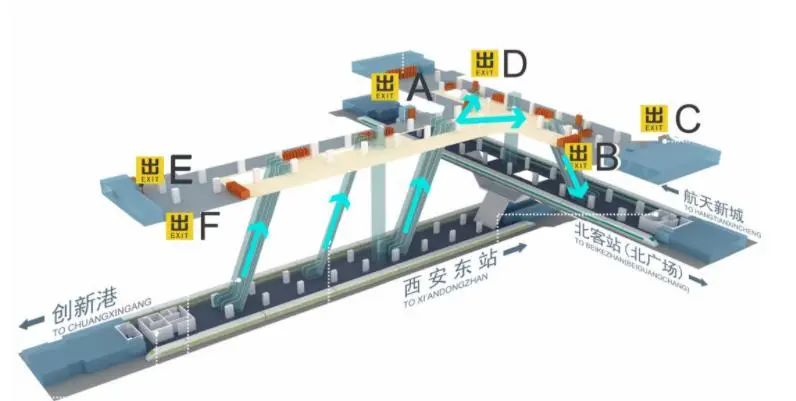 出 EXIT D
出 EXIT A
出 EXIT C
出 EXIT B
出 EXIT E
出 EXIT F
航天新城
TO HANGTIANXINCHENG
北客站(北广场)
TO BEIKEZHAN(BEIGUANGCHANG)
西安东站
TO XI'ANDONGZHAN
创新港
TO CHUANGXINGANG